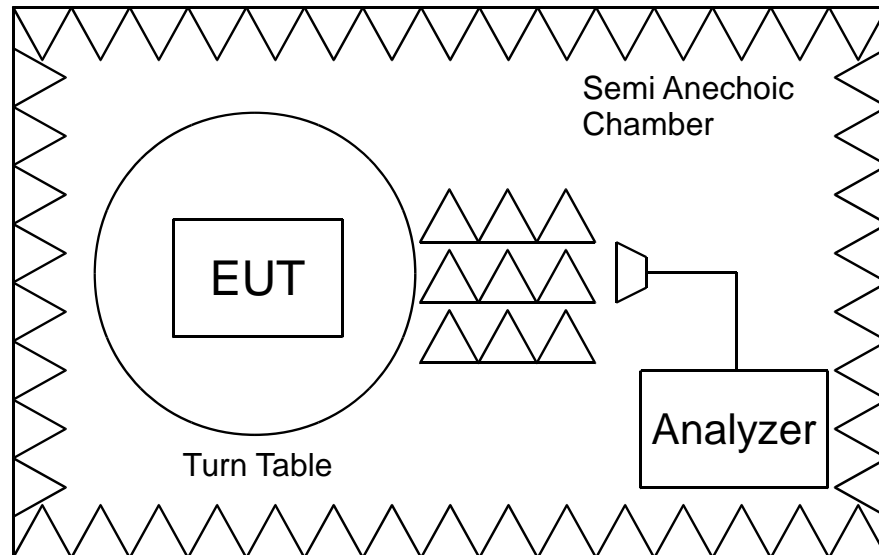 Semi Anechoic
Chamber
EUT
Analyzer
Turn Table